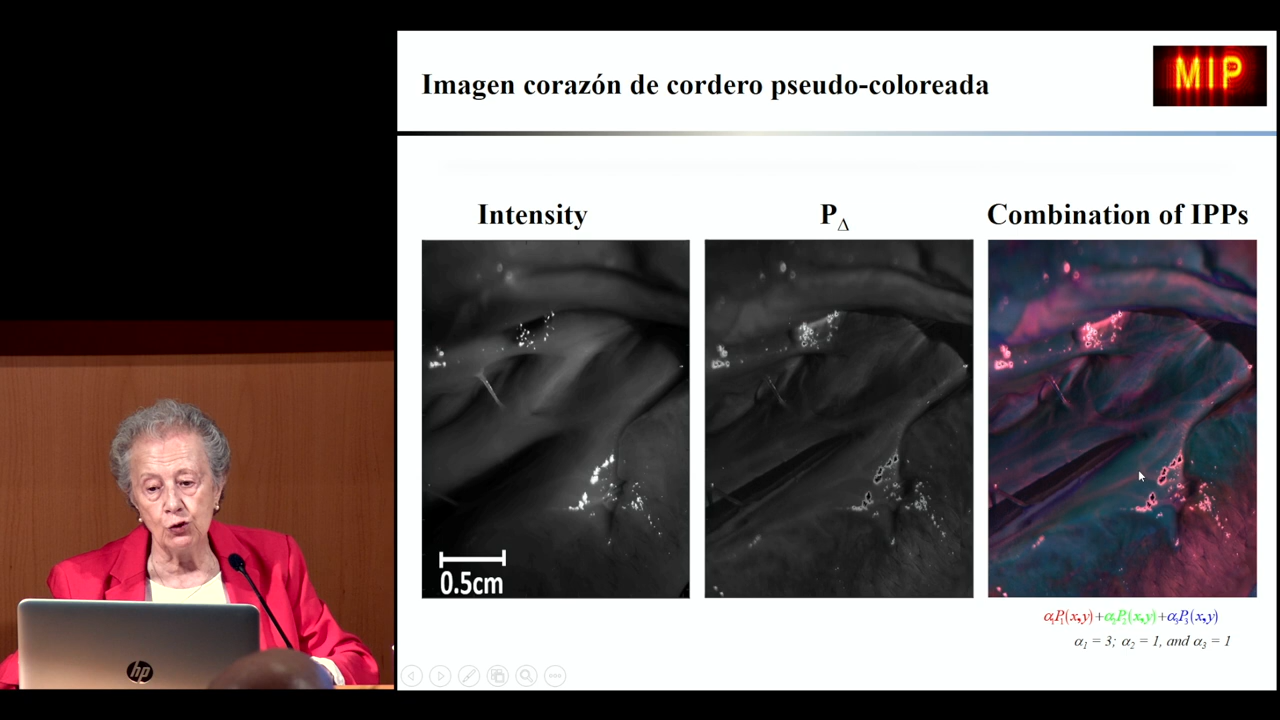 Imagen corazón de cordero pseudo-coloreada
MIP
Intensity
PΔ
Combination of IPPs
0.5cm
α₁P₁(x,y)+α₂P₂(x,y)+α₃P₃(x,y)
α₁ = 3; α₂ = 1, and α₃ = 1
hp